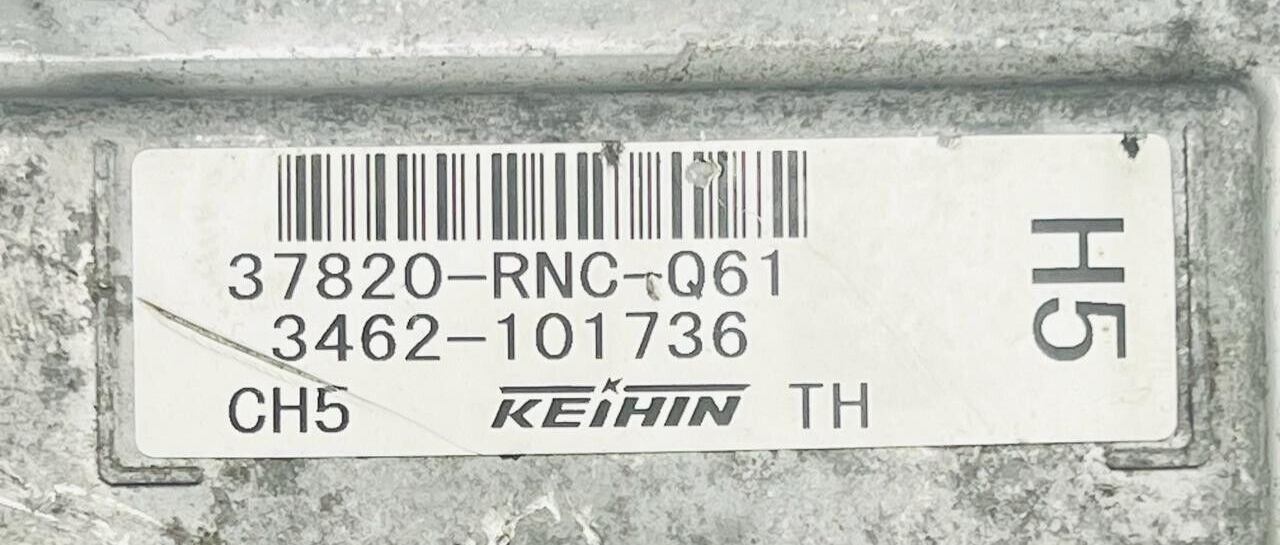 37820-RNC-Q61
3462-101736
CH5 KEIHIN TH
H5